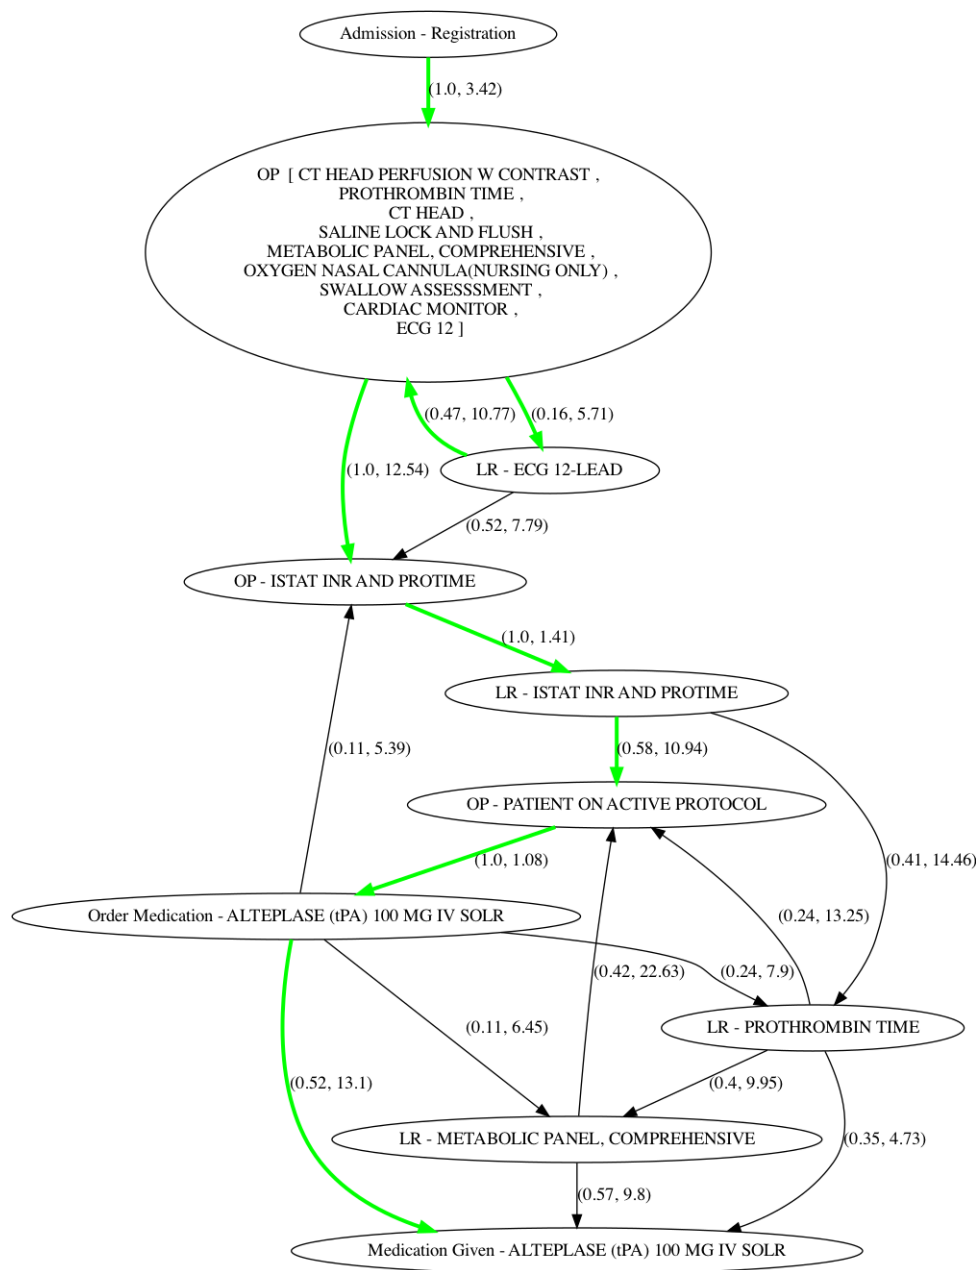 Admission - Registration
(1.0, 3.42)
OP [ CT HEAD PERFUSION W CONTRAST ,
PROTHROMBIN TIME ,
CT HEAD ,
SALINE LOCK AND FLUSH ,
METABOLIC PANEL, COMPREHENSIVE ,
OXYGEN NASAL CANNULA(NURSING ONLY) ,
SWALLOW ASSESSSMENT ,
CARDIAC MONITOR ,
ECG 12 ]
(0.47, 10.77)
(0.16, 5.71)
(1.0, 12.54)
LR - ECG 12-LEAD
(0.52, 7.79)
OP - ISTAT INR AND PROTIME
(1.0, 1.41)
LR - ISTAT INR AND PROTIME
(0.11, 5.39)
(0.58, 10.94)
OP - PATIENT ON ACTIVE PROTOCOL
(1.0, 1.08)
(0.41, 14.46)
Order Medication - ALTEPLASE (tPA) 100 MG IV SOLR
(0.24, 13.25)
(0.42, 22.63)
(0.24, 7.9)
(0.11, 6.45)
LR - PROTHROMBIN TIME
(0.52, 13.1)
(0.4, 9.95)
LR - METABOLIC PANEL, COMPREHENSIVE
(0.35, 4.73)
(0.57, 9.8)
Medication Given - ALTEPLASE (tPA) 100 MG IV SOLR